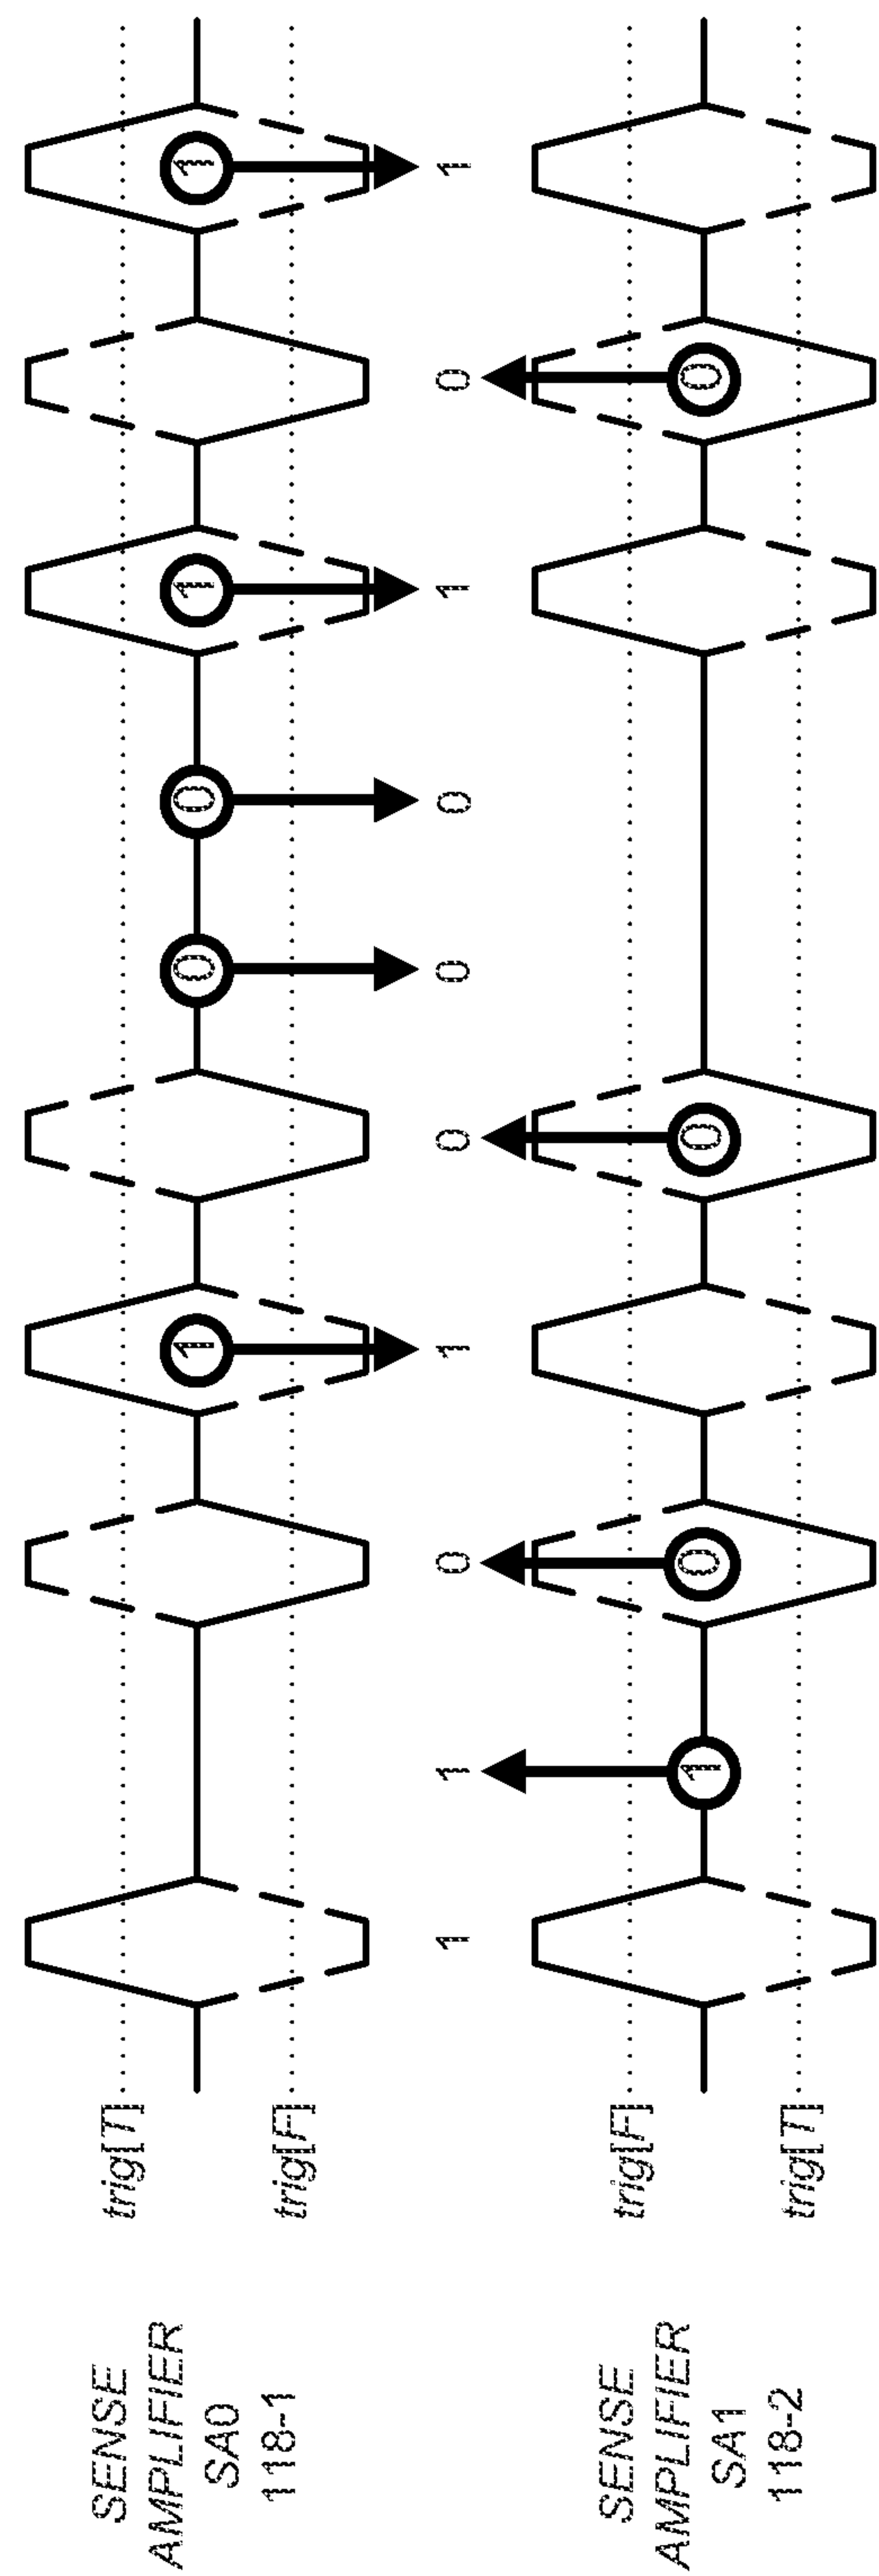 SENSE
AMPLIFIER
SA0
118-1
trig[T]
trig[F]
1 0 0 1 1
1 1 0 1 0 0 0 1 0 1
SENSE
AMPLIFIER
SA1
118-2
trig[F]
trig[T]
1 0 0 0